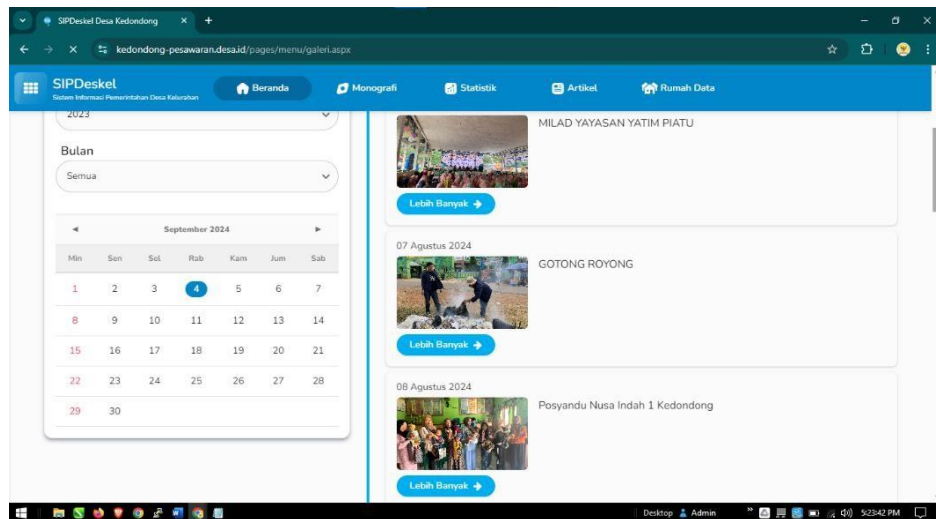 SIPDeskel Desa Kedondong
kedondong-pesawaran.desa.id/pages/menu/galeri.aspx
SIPDeskel
Sistem Informasi Pemerintahan Desa Kelurahan
Beranda
Monografi
Statistik
Artikel
Rumah Data
2023
Bulan
Semua
September 2024
Min Sen Sel Rab Kam Jum Sab
1 2 3 4 5 6 7
8 9 10 11 12 13 14
15 16 17 18 19 20 21
22 23 24 25 26 27 28
29 30
MILAD YAYASAN YATIM PIATU
Lebih Banyak
07 Agustus 2024
GOTONG ROYONG
Lebih Banyak
08 Agustus 2024
Posyandu Nusa Indah 1 Kedondong
Lebih Banyak
Desktop Admin 5:23:42 PM